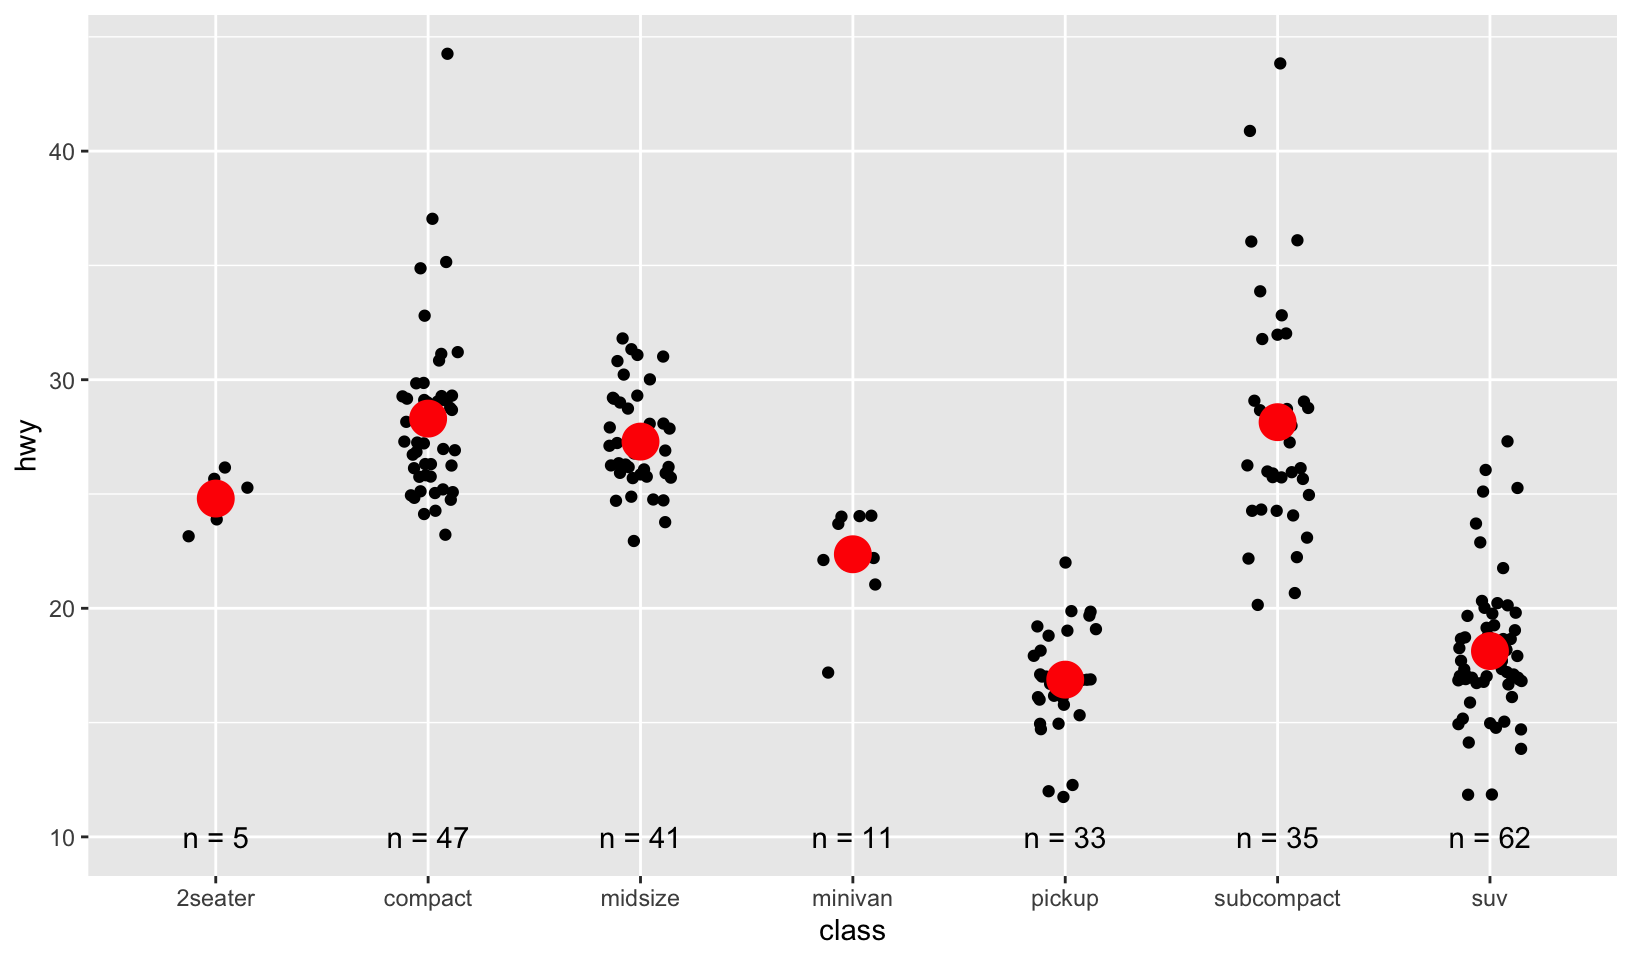 hwy
40
30
20
10
n = 5 n = 47 n = 41 n = 11 n = 33 n = 35 n = 62
2seater compact midsize minivan pickup subcompact suv
class